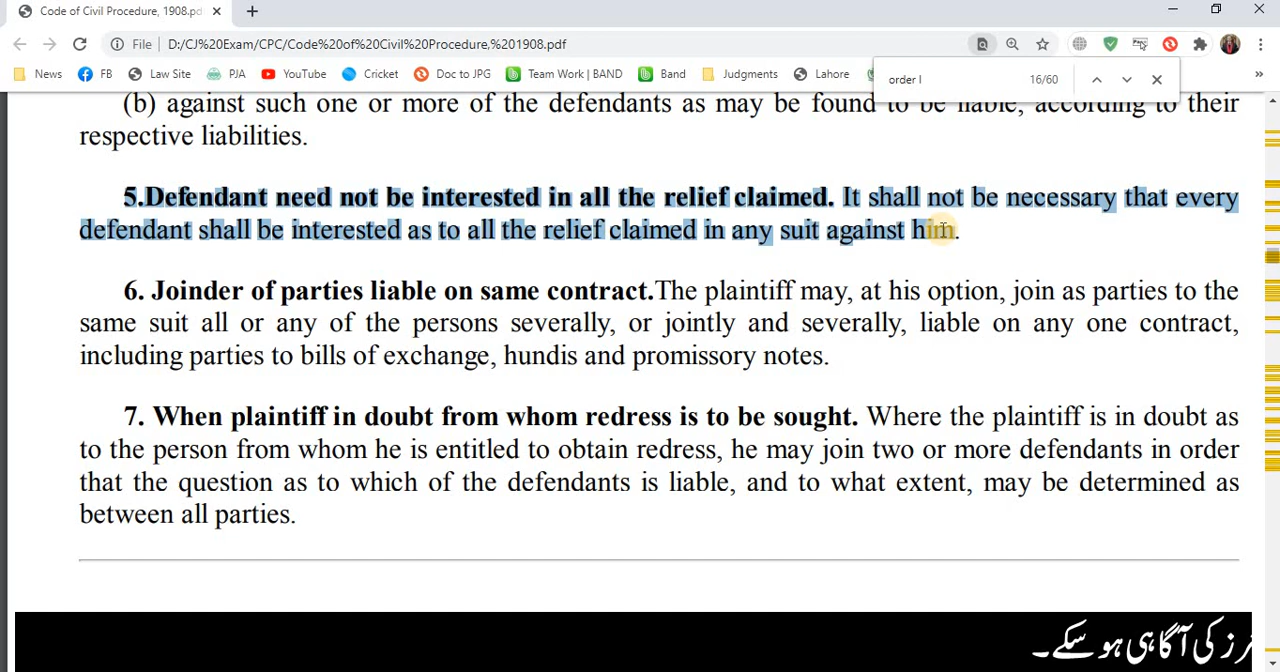 Code of Civil Procedure, 1908.pd
File D:/CJ%20Exam/CPC/Code%20of%20Civil%20Procedure,%201908.pdf
News FB Law Site PJA YouTube Cricket Doc to JPG Team Work | BAND Band Judgments Lahore »
order I 16/60
(b) against such one or more of the defendants as may be found to be liable, according to their
respective liabilities.
5.Defendant need not be interested in all the relief claimed. It shall not be necessary that every
defendant shall be interested as to all the relief claimed in any suit against him.
6. Joinder of parties liable on same contract.The plaintiff may, at his option, join as parties to the
same suit all or any of the persons severally, or jointly and severally, liable on any one contract,
including parties to bills of exchange, hundis and promissory notes.
7. When plaintiff in doubt from whom redress is to be sought. Where the plaintiff is in doubt as
to the person from whom he is entitled to obtain redress, he may join two or more defendants in order
that the question as to which of the defendants is liable, and to what extent, may be determined as
between all parties.
کی آگاہی ہو سکے۔